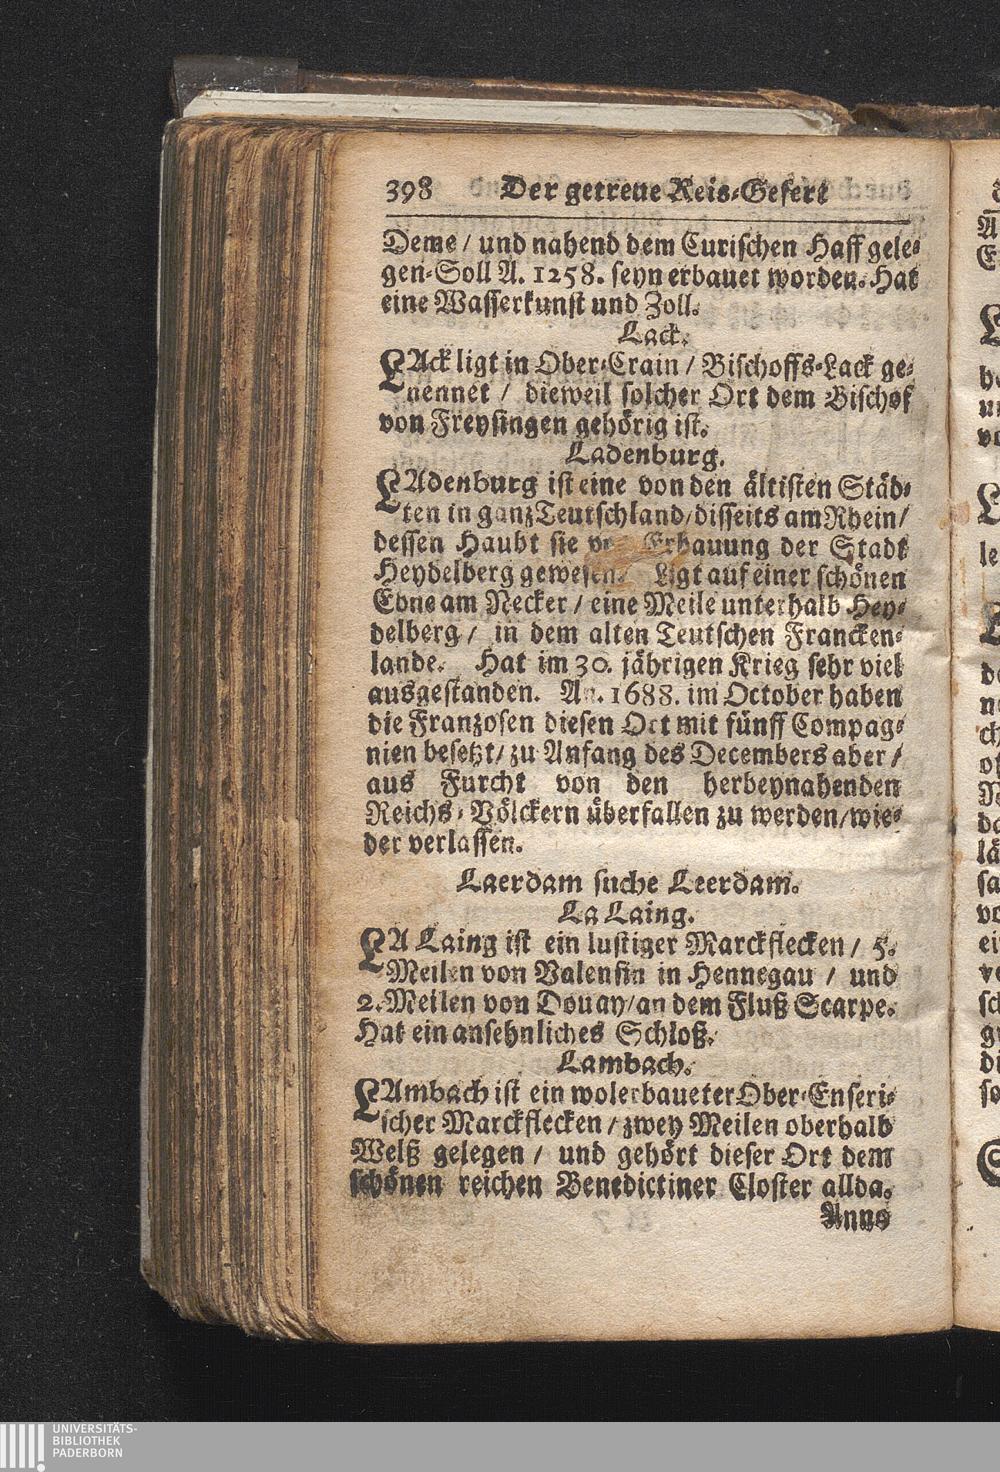 398 Der getreue Reis-Gefert
Deme / und nahend dem Curischen Haff gele-
gen-Soll A. 1258. seyn erbauet worden. Hat
eine Wasserkunst und Zoll.
Lack.
LAck ligt in Ober-Crain / Bischoffs-Lack ge-
nennet / dieweil solcher Ort dem Bischof
von Freysingen gehörig ist.
Ladenburg.
LAdenburg ist eine von den ältisten Städ-
ten in ganz Teutschland / disseits am Rhein /
dessen Haubt sie vor Erbauung der Stadt
Heydelberg gewesen. Ligt auf einer schönen
Ebne am Necker / eine Meile unterhalb Hey-
delberg / in dem alten Teutschen Francken-
lande. Hat im 30. jährigen Krieg sehr viel
ausgestanden. An. 1688. im October haben
die Franzosen diesen Ort mit fünff Compag-
nien besetzt / zu Anfang des Decembers aber /
aus Furcht von den herbeynahenden
Reichs-Völckern überfallen zu werden / wie-
der verlassen.
Laerdam suche Leerdam.
La Laing.
LA Laing ist ein lustiger Marckflecken / 5.
Meilen von Valensin in Hennegau / und
2. Meilen von Douay / an dem Fluß Scarpe.
Hat ein ansehnliches Schloß.
Lambach.
LAmbach ist ein wolerbaueter Ober-Enseri-
scher Marckflecken / zwey Meilen oberhalb
Welß gelegen / und gehört dieser Ort dem
schönen reichen Benedictiner Closter allda.
Anno
UNIVERSITÄTS-
BIBLIOTHEK
PADERBORN